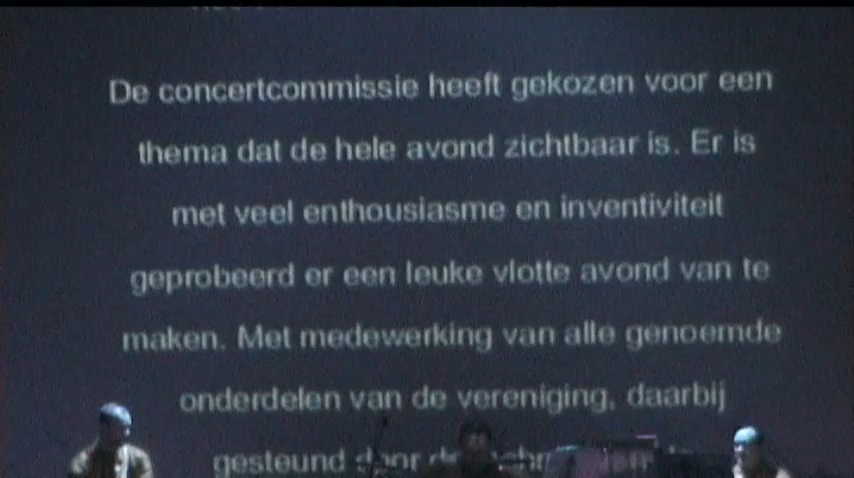 De concertcommissie heeft gekozen voor een
thema dat de hele avond zichtbaar is. Er is
met veel enthousiasme en inventiviteit
geprobeerd er een leuke vlotte avond van te
maken. Met medewerking van alle genoemde
onderdelen van de vereniging, daarbij
gesteund door de